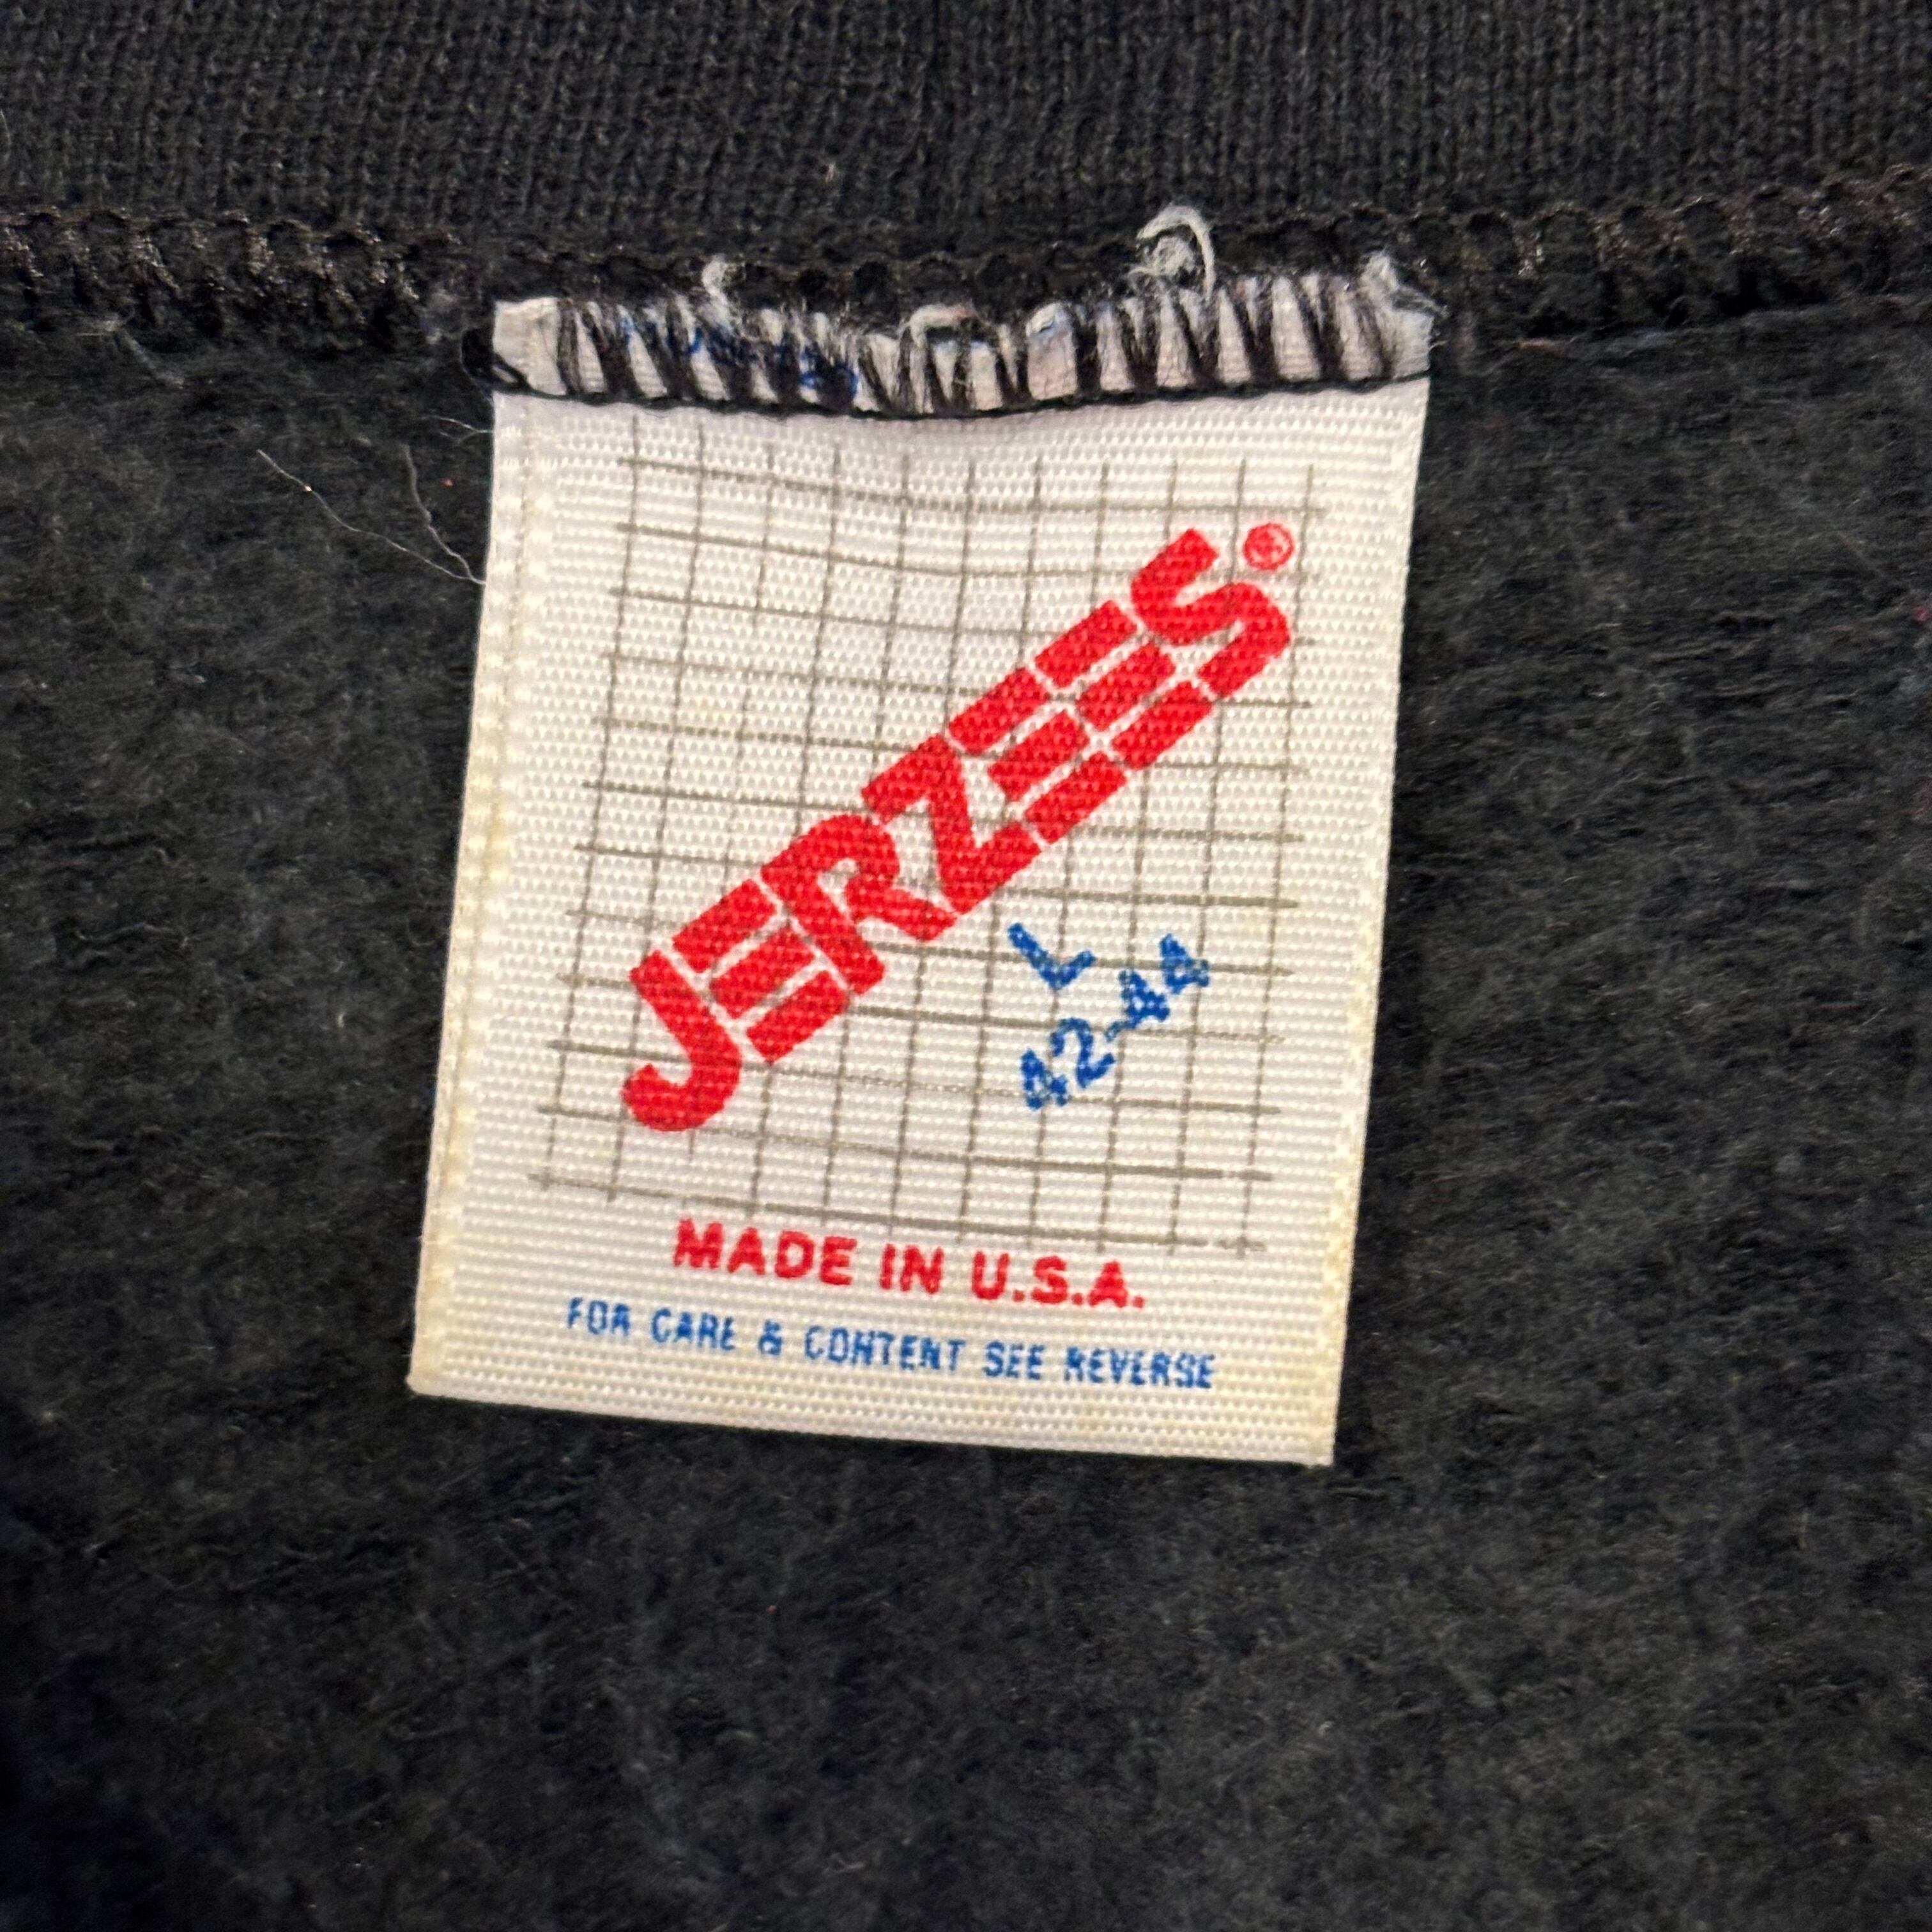 JERZEES®
L
42-44
MADE IN U.S.A.
FOR CARE & CONTENT SEE REVERSE